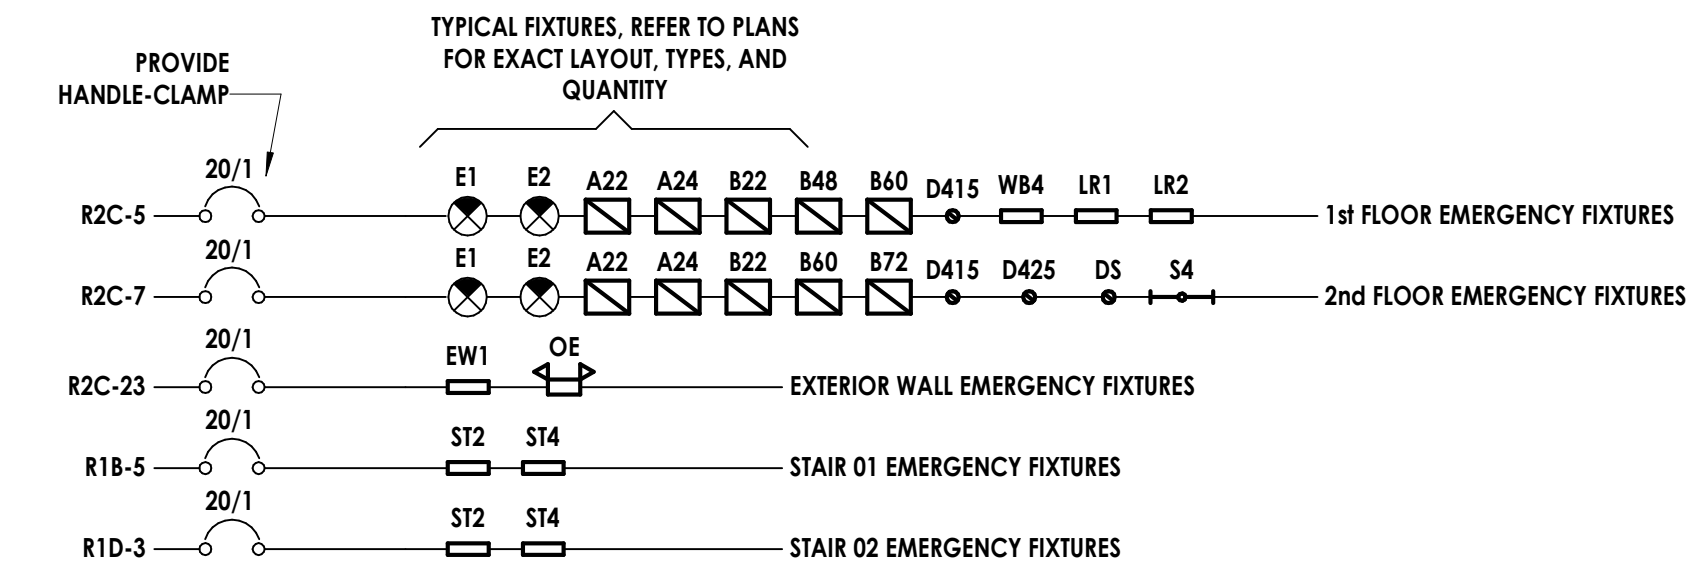 TYPICAL FIXTURES, REFER TO PLANS
FOR EXACT LAYOUT, TYPES, AND
QUANTITY
PROVIDE
HANDLE-CLAMP
20/1
E1 E2 A22 A24 B22 B48 B60 D415 WB4 LR1 LR2
R2C-5 1st FLOOR EMERGENCY FIXTURES
20/1
E1 E2 A22 A24 B22 B60 B72 D415 D425 DS S4
R2C-7 2nd FLOOR EMERGENCY FIXTURES
20/1
EW1 OE
R2C-23 EXTERIOR WALL EMERGENCY FIXTURES
20/1
ST2 ST4
R1B-5 STAIR 01 EMERGENCY FIXTURES
20/1
ST2 ST4
R1D-3 STAIR 02 EMERGENCY FIXTURES